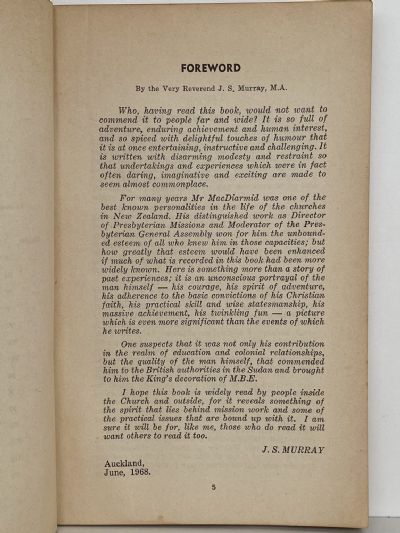 FOREWORD
By the Very Reverend J. S. Murray, M.A.
Who, having read this book, would not want to
commend it to people far and wide? It is so full of
adventure, enduring achievement and human interest,
and so spiced with delightful touches of humour that
it is at once entertaining, instructive and challenging. It
is written with disarming modesty and restraint so
that undertakings and experiences which were in fact
often daring, imaginative and exciting are made to
seem almost commonplace.
For many years Mr MacDiarmid was one of the
best known personalities in the life of the churches
in New Zealand. His distinguished work as Director
of Presbyterian Missions and Moderator of the Pres-
byterian General Assembly won for him the unbound-
ed esteem of all who knew him in those capacities; but
how greatly that esteem would have been enhanced
if much of what is recorded in this book had been more
widely known. Here is something more than a story of
past experiences; it is an unconscious portrayal of the
man himself — his courage, his spirit of adventure,
his adherence to the basic convictions of his Christian
faith, his practical skill and wise statesmanship, his
massive achievement, his twinkling fun — a picture
which is even more significant than the events of which
he writes.
One suspects that it was not only his contribution
in the realm of education and colonial relationships,
but the quality of the man himself, that commended
him to the British authorities in the Sudan and brought
to him the King's decoration of M.B.E.
I hope this book is widely read by people inside
the Church and outside, for it reveals something of
the spirit that lies behind mission work and some of
the practical issues that are bound up with it. I am
sure it will be for, like me, those who do read it will
want others to read it too.
J. S. MURRAY
Auckland,
June, 1968.
5